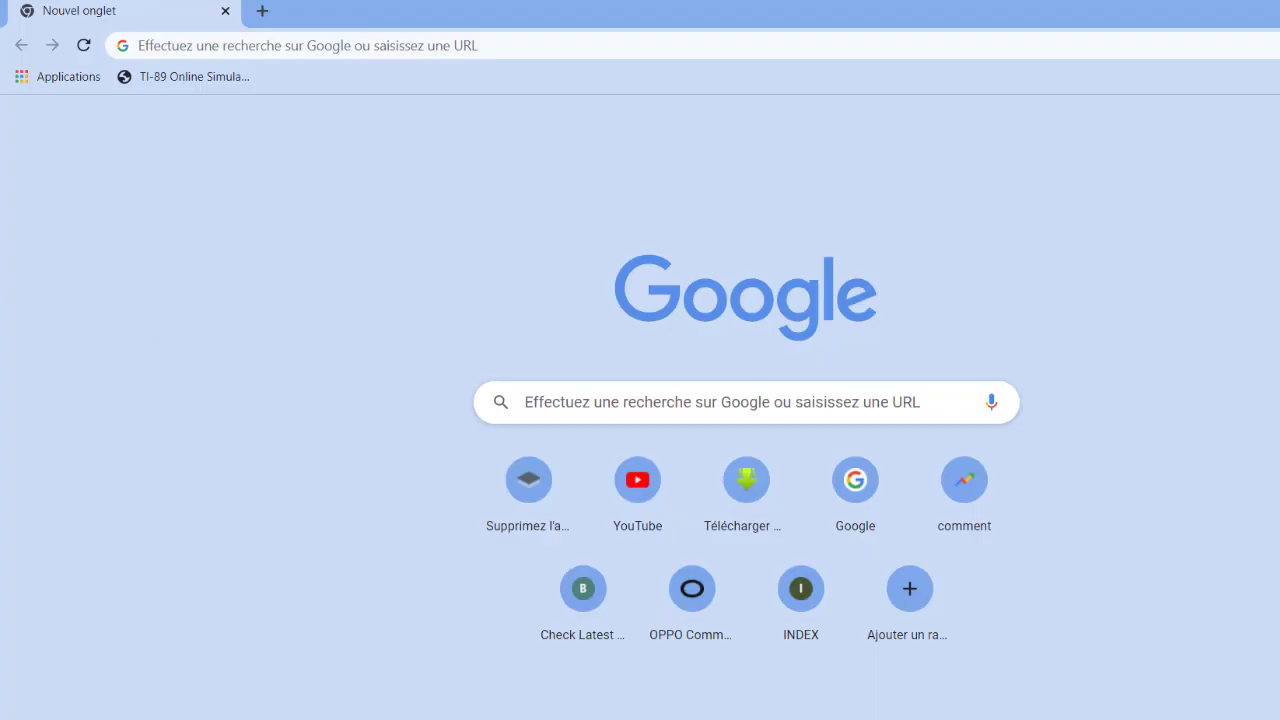 Nouvel onglet
Effectuez une recherche sur Google ou saisissez une URL
Applications TI-89 Online Simula...
Google
Effectuez une recherche sur Google ou saisissez une URL
Supprimez l'a... YouTube Télécharger ... Google comment
B I
Check Latest ... OPPO Comm... INDEX Ajouter un ra...